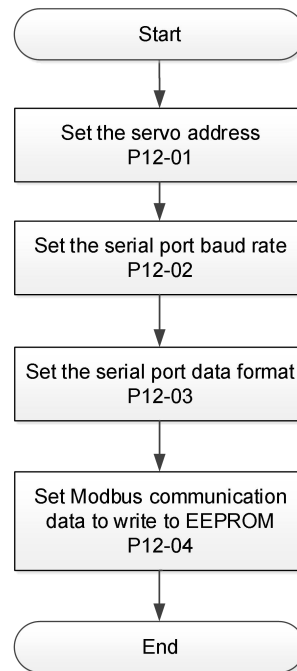 Start
Set the servo address
P12-01
Set the serial port baud rate
P12-02
Set the serial port data format
P12-03
Set Modbus communication
data to write to EEPROM
P12-04
End